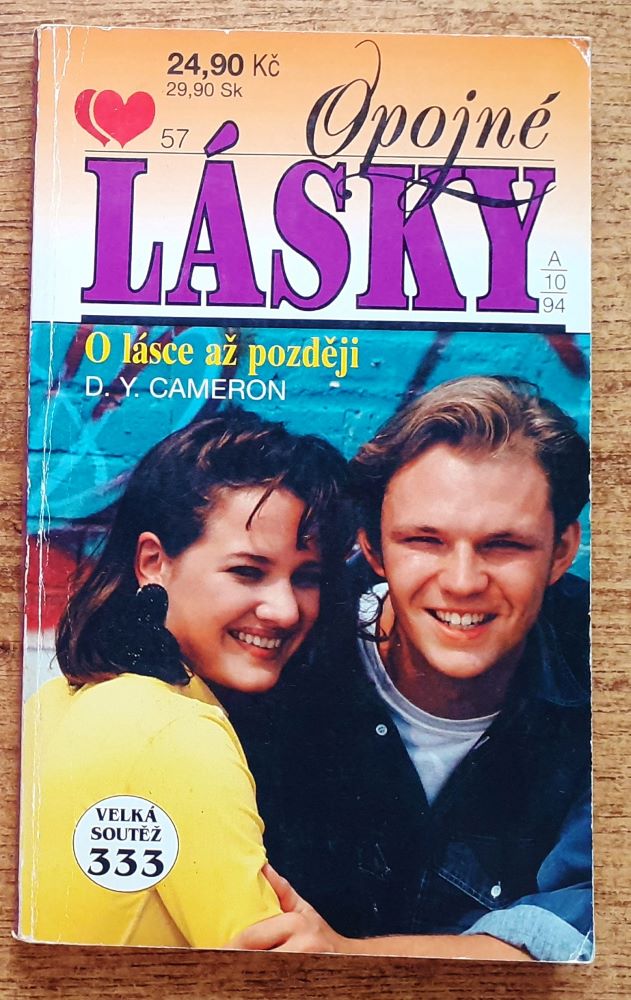 24,90 Kč
29,90 Sk
57
Opojné
LÁSKY
A
10
94
O lásce až později
D. Y. CAMERON
VELKÁ
SOUTĚŽ
333